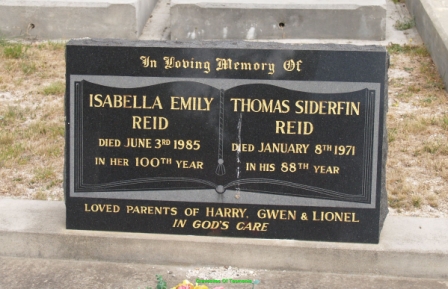 In Loving Memory Of
ISABELLA EMILY
REID
DIED JUNE 3RD 1985
IN HER 100TH YEAR
THOMAS SIDERFIN
REID
DIED JANUARY 8TH 1971
IN HIS 88TH YEAR
LOVED PARENTS OF HARRY, GWEN & LIONEL
IN GOD'S CARE